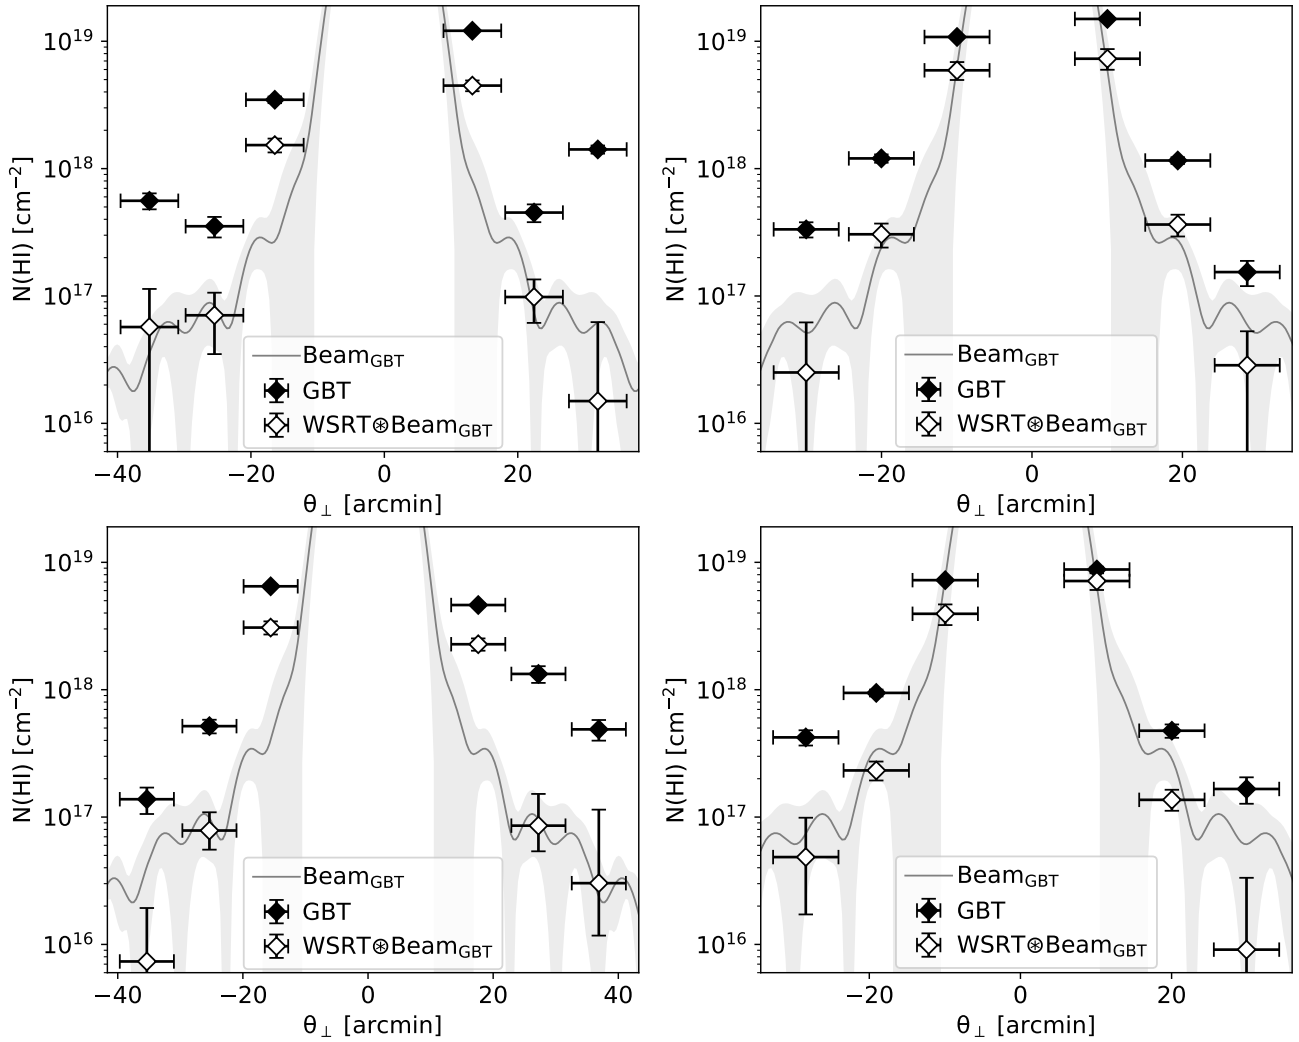 10^19
10^18
10^17
10^16
N(HI) [cm^−2]
Beam_GBT
GBT
WSRT⊛Beam_GBT
−40 −20 0 20
θ_⊥ [arcmin]
10^19
10^18
10^17
10^16
N(HI) [cm^−2]
Beam_GBT
GBT
WSRT⊛Beam_GBT
−20 0 20
θ_⊥ [arcmin]
10^19
10^18
10^17
10^16
N(HI) [cm^−2]
Beam_GBT
GBT
WSRT⊛Beam_GBT
−40 −20 0 20 40
θ_⊥ [arcmin]
10^19
10^18
10^17
10^16
N(HI) [cm^−2]
Beam_GBT
GBT
WSRT⊛Beam_GBT
−20 0 20
θ_⊥ [arcmin]